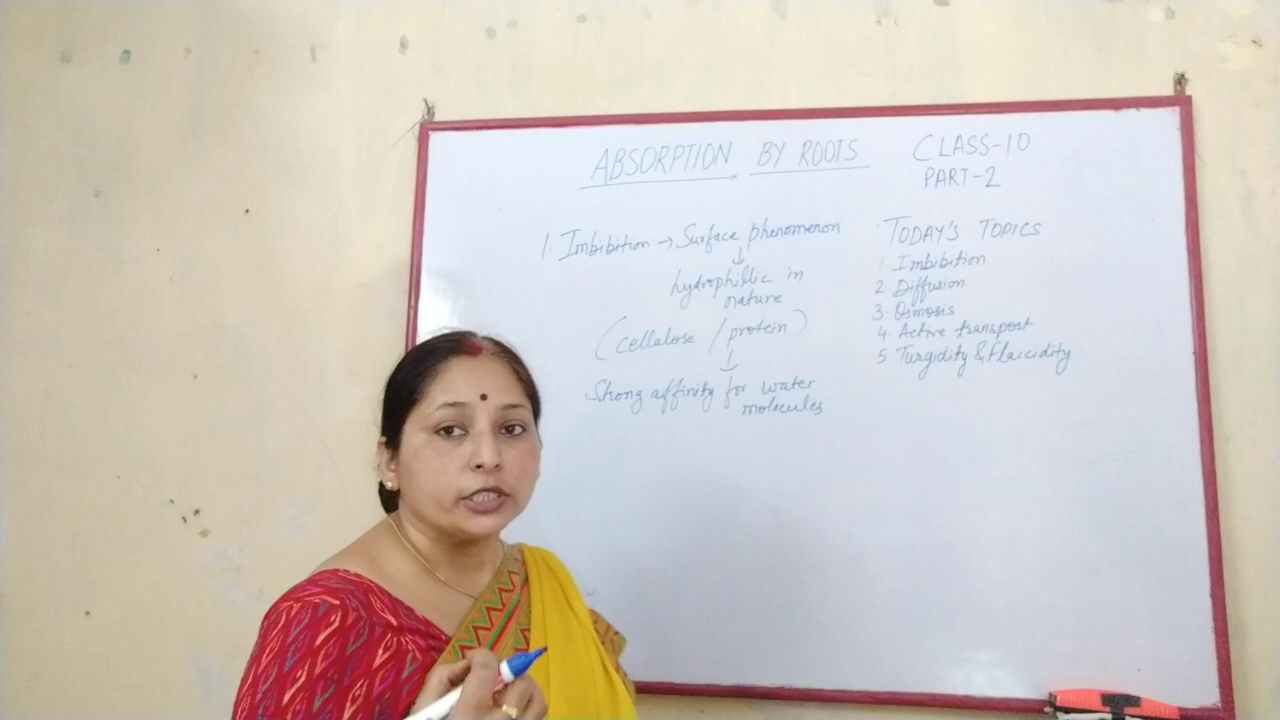 ABSORPTION BY ROOTS
CLASS-10
PART-2
1. Imbibition → Surface phenomenon
↓
hydrophillic in
nature
(cellulose / protein)
↓
Strong affinity for water
molecules
TODAY'S TOPICS
1 Imbibition
2 Diffusion
3. Osmosis
4. Active transport
5 Turgidity & flaccidity